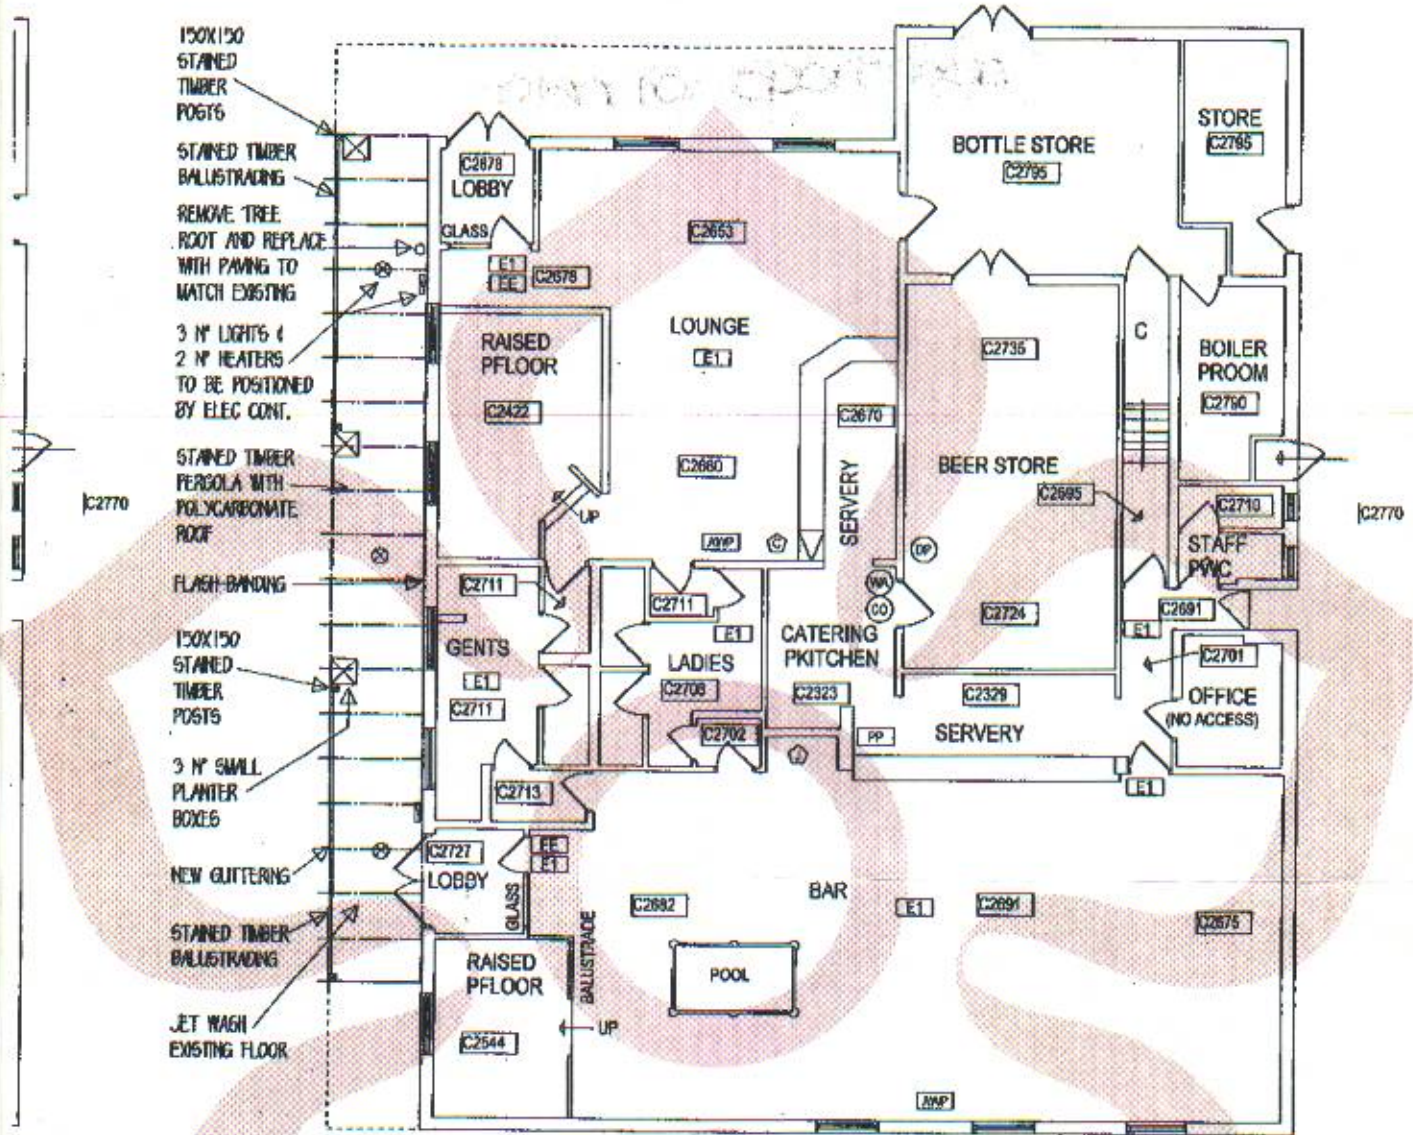 150X150
STAINED
TIMBER
POSTS
STAINED TIMBER
BALUSTRADING
REMOVE TREE
ROOT AND REPLACE
WITH PAVING TO
MATCH EXISTING
3 Nº LIGHTS &
2 Nº HEATERS
TO BE POSITIONED
BY ELEC CONT.
STAINED TIMBER
PERGOLA WITH
POLYCARBONATE
ROOF
FLASH BANDING
150X150
STAINED
TIMBER
POSTS
3 Nº SMALL
PLANTER
BOXES
NEW GUTTERING
STAINED TIMBER
BALUSTRADING
JET WASH
EXISTING FLOOR
C2770
C2678
LOBBY
GLASS
E1
EE
C2678
C2653
RAISED
PFLOOR
C2422
LOUNGE
E1
C2660
UP
AWP
C
C2670
SERVERY
BOTTLE STORE
C2795
STORE
C2765
C2735
BEER STORE
C2695
C
BOILER
PROOM
C2790
C2710
STAFF
PWC
C2770
DP
WA
CO
C2724
C2691
E1
C2701
OFFICE
(NO ACCESS)
C2711
GENTS
E1
C2711
C2711
E1
LADIES
C2708
C2702
CATERING
PKITCHEN
C2323
C2329
SERVERY
PP
J
E1
C2713
C2727
LOBBY
EE
E1
GLASS
BALUSTRADE
RAISED
PFLOOR
C2544
UP
C2682
BAR
E1
C2691
C2675
POOL
AWP